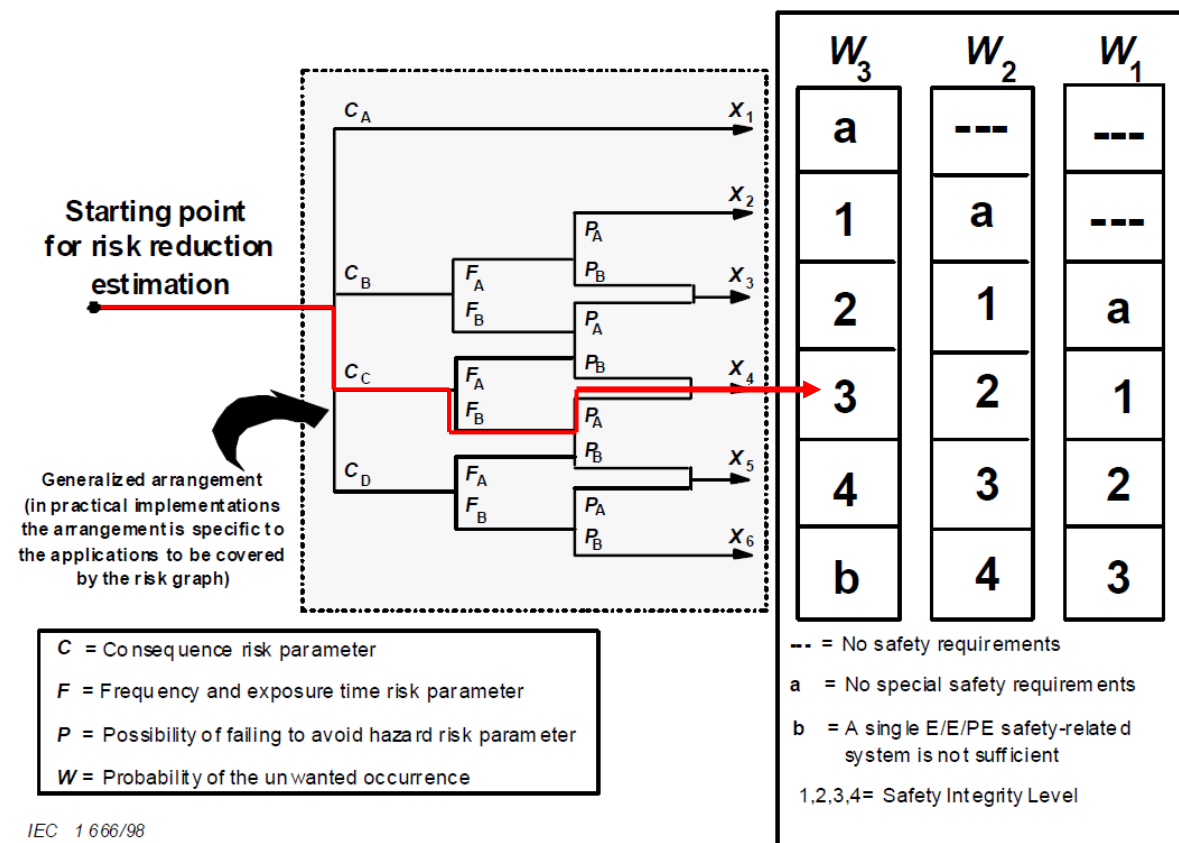 W3 W2 W1
CA X1
a --- ---
X2
Starting point
for risk reduction
estimation
PA
1 a ---
CB FA PB X3
FB PA
2 1 a
PB
CC FA X4
FB PA
3 2 1
PB
CD FA X5
FB PA
4 3 2
PB X6
b 4 3
Generalized arrangement
(in practical implementations
the arrangement is specific to
the applications to be covered
by the risk graph)
C = Consequence risk parameter
F = Frequency and exposure time risk parameter
P = Possibility of failing to avoid hazard risk parameter
W = Probability of the unwanted occurrence
--- = No safety requirements
a = No special safety requirements
b = A single E/E/PE safety-related
system is not sufficient
1,2,3,4= Safety Integrity Level
IEC 1 666/98